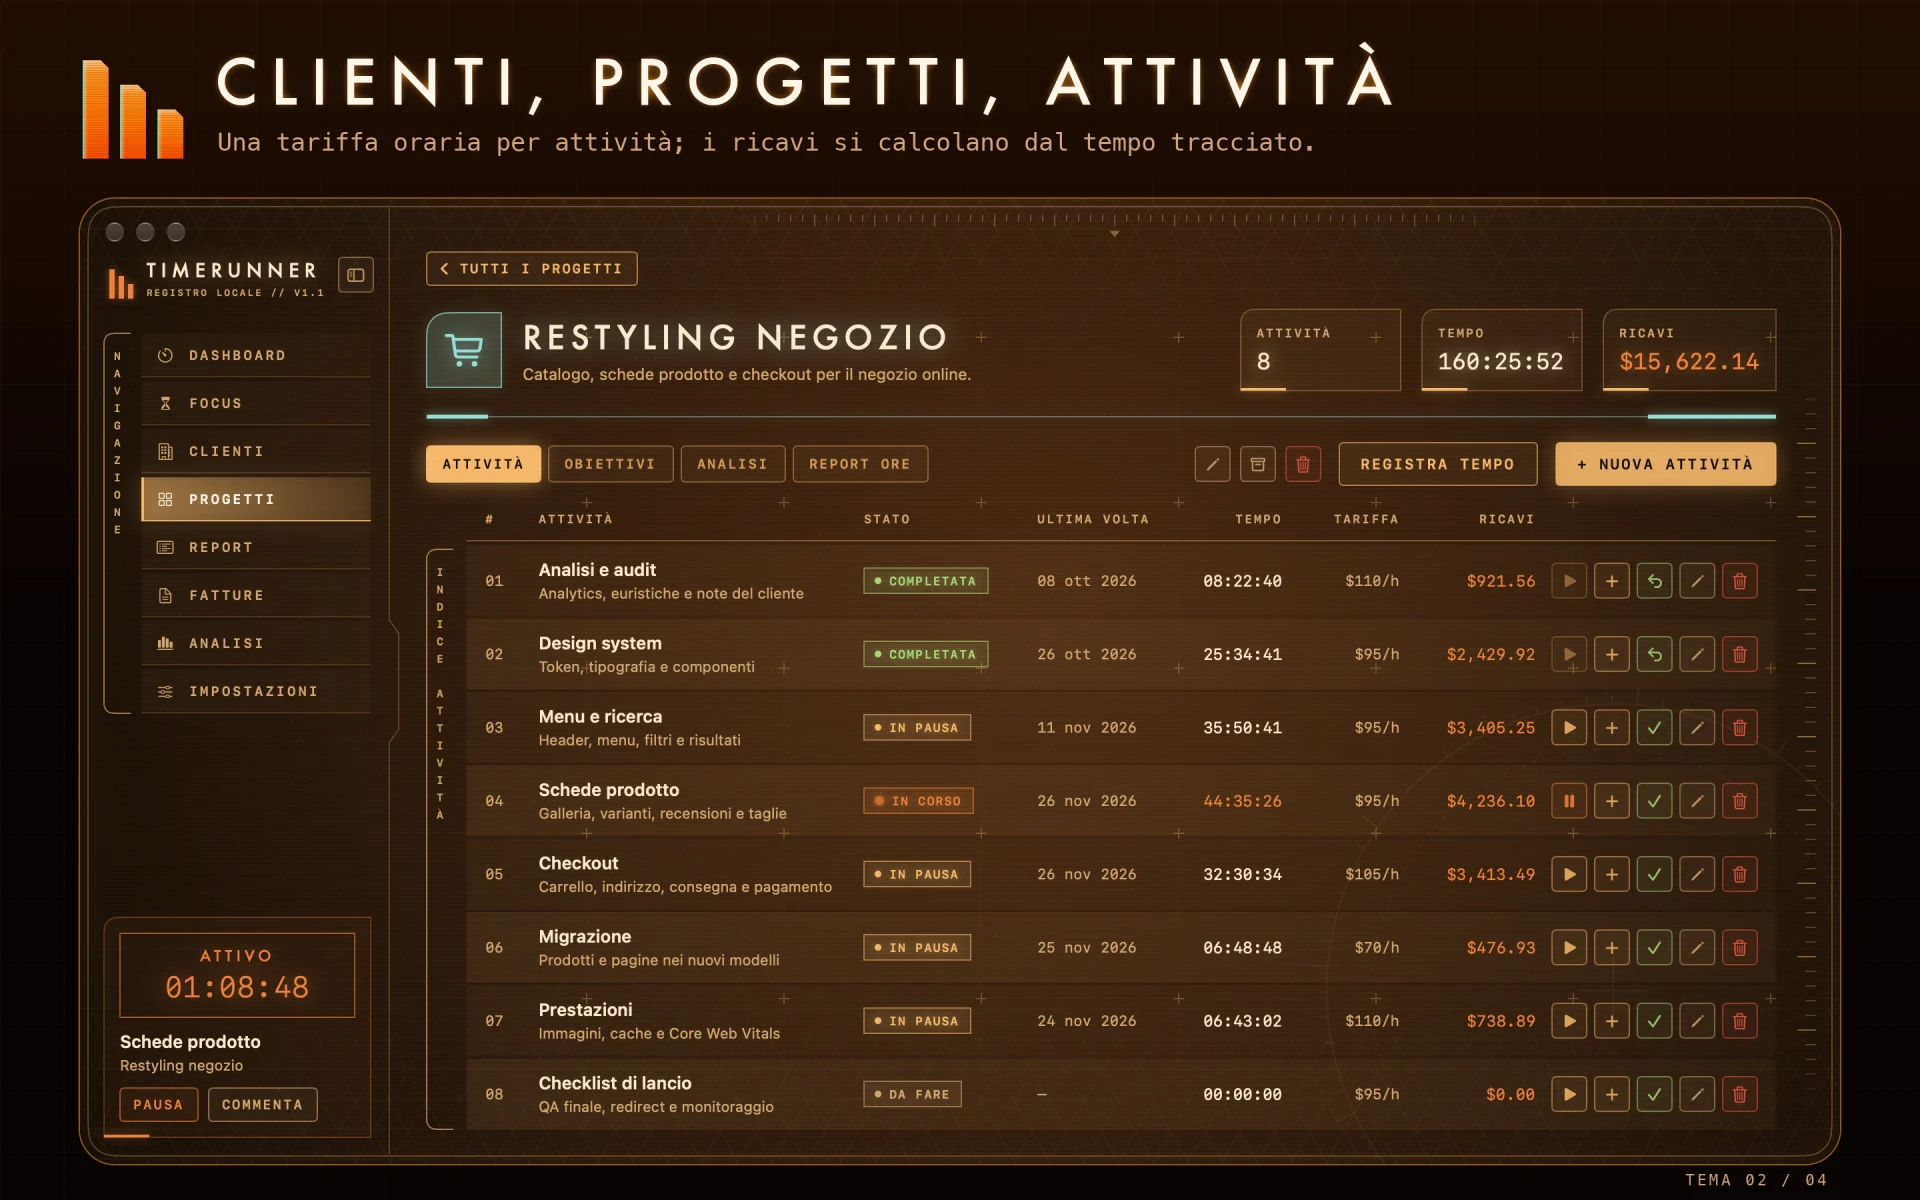 CLIENTI, PROGETTI, ATTIVITÀ
Una tariffa oraria per attività; i ricavi si calcolano dal tempo tracciato.
TIMERUNNER
REGISTRO LOCALE // V1.1
NAVIGAZIONE
DASHBOARD
FOCUS
CLIENTI
PROGETTI
REPORT
FATTURE
ANALISI
IMPOSTAZIONI
ATTIVO
01:08:48
Schede prodotto
Restyling negozio
PAUSA COMMENTA
TUTTI I PROGETTI
RESTYLING NEGOZIO
Catalogo, schede prodotto e checkout per il negozio online.
ATTIVITÀ
8
TEMPO
160:25:52
RICAVI
$15,622.14
ATTIVITÀ OBIETTIVI ANALISI REPORT ORE
REGISTRA TEMPO + NUOVA ATTIVITÀ
# ATTIVITÀ STATO ULTIMA VOLTA TEMPO TARIFFA RICAVI
INDICE ATTIVITÀ
01 Analisi e audit COMPLETATA 08 ott 2026 08:22:40 $110/h $921.56
Analytics, euristiche e note del cliente
02 Design system COMPLETATA 26 ott 2026 25:34:41 $95/h $2,429.92
Token, tipografia e componenti
03 Menu e ricerca IN PAUSA 11 nov 2026 35:50:41 $95/h $3,405.25
Header, menu, filtri e risultati
04 Schede prodotto IN CORSO 26 nov 2026 44:35:26 $95/h $4,236.10
Galleria, varianti, recensioni e taglie
05 Checkout IN PAUSA 26 nov 2026 32:30:34 $105/h $3,413.49
Carrello, indirizzo, consegna e pagamento
06 Migrazione IN PAUSA 25 nov 2026 06:48:48 $70/h $476.93
Prodotti e pagine nei nuovi modelli
07 Prestazioni IN PAUSA 24 nov 2026 06:43:02 $110/h $738.89
Immagini, cache e Core Web Vitals
08 Checklist di lancio DA FARE — 00:00:00 $95/h $0.00
QA finale, redirect e monitoraggio
TEMA 02 / 04